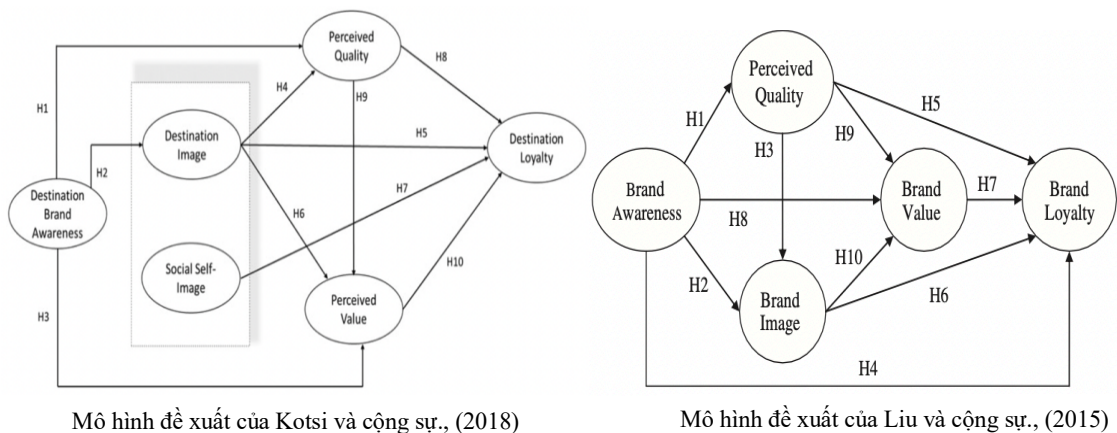 Perceived
Quality
H8
H4
H9
H1
Destination
Image
H5
Destination
Loyalty
H2
H7
Destination
Brand
Awareness
H6
Social Self-
Image
H10
Perceived
Value
H3
Mô hình đề xuất của Kotsi và cộng sự., (2018)
Perceived
Quality
H5
H1
H3
H9
Brand
Awareness
Brand
Value
H7
Brand
Loyalty
H8
H10
H2
Brand
Image
H6
H4
Mô hình đề xuất của Liu và cộng sự., (2015)